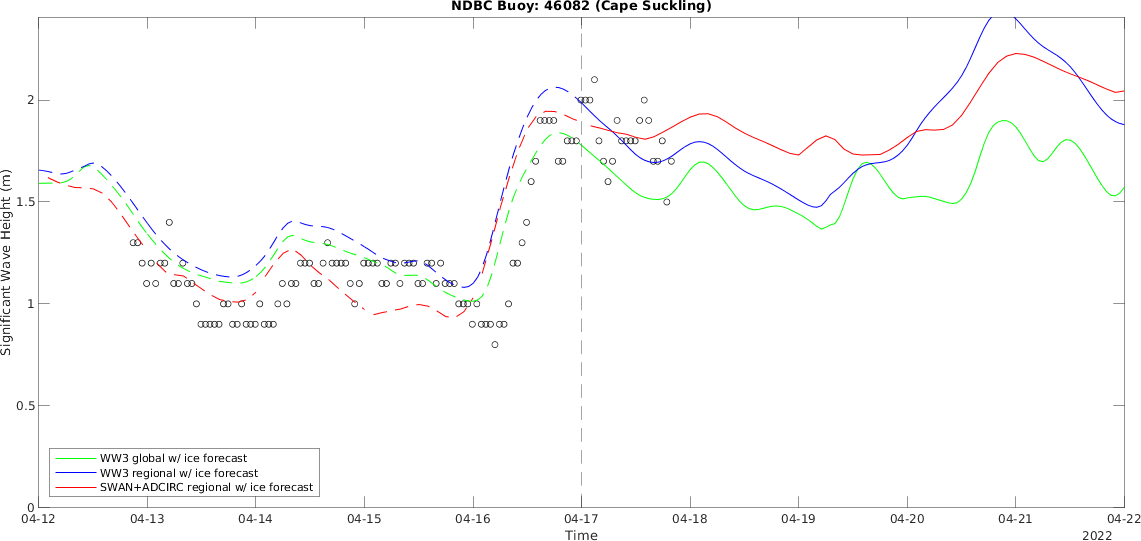 NDBC Buoy: 46082 (Cape Suckling)
Significant Wave Height (m)
2
1.5
1
0.5
0
WW3 global w/ ice forecast
WW3 regional w/ ice forecast
SWAN+ADCIRC regional w/ ice forecast
04-12 04-13 04-14 04-15 04-16 04-17 04-18 04-19 04-20 04-21 04-22
Time
2022